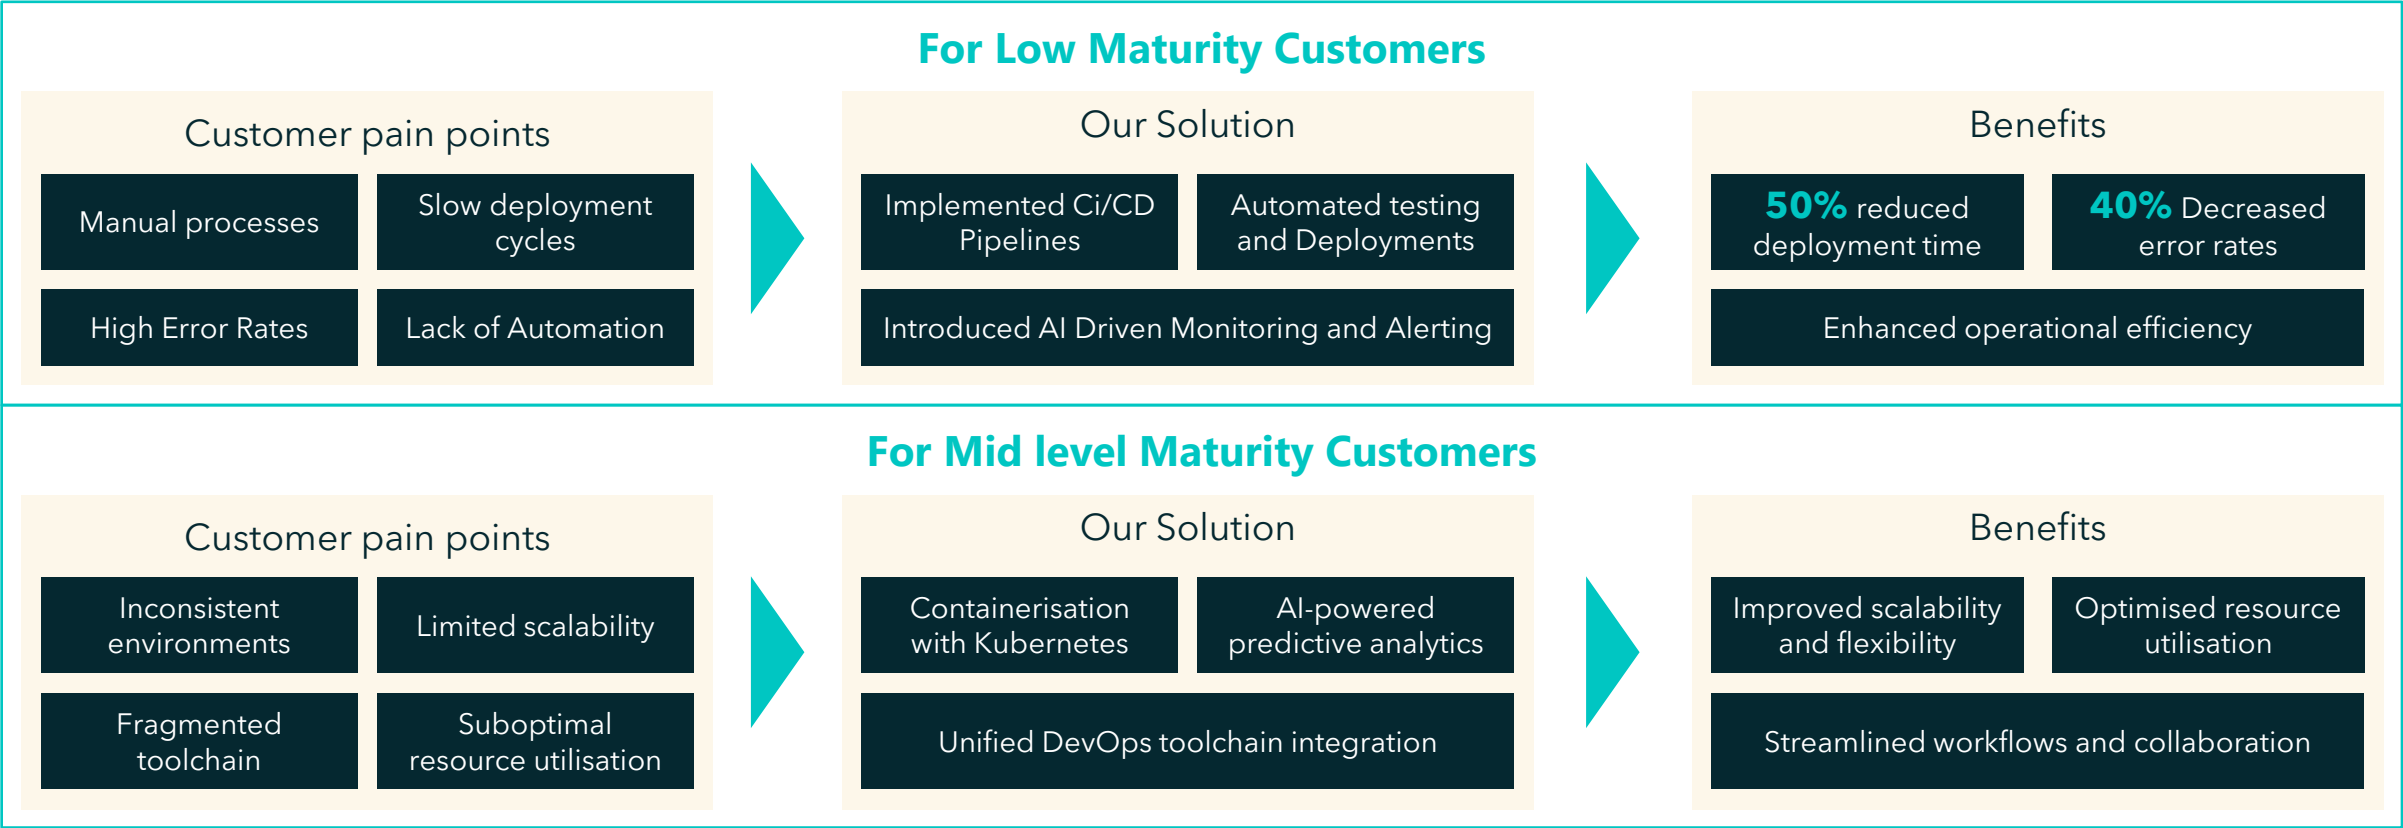 For Low Maturity Customers
Customer pain points
Manual processes
Slow deployment
cycles
High Error Rates
Lack of Automation
Our Solution
Implemented Ci/CD
Pipelines
Automated testing
and Deployments
Introduced AI Driven Monitoring and Alerting
Benefits
50% reduced
deployment time
40% Decreased
error rates
Enhanced operational efficiency
For Mid level Maturity Customers
Customer pain points
Inconsistent
environments
Limited scalability
Fragmented
toolchain
Suboptimal
resource utilisation
Our Solution
Containerisation
with Kubernetes
AI-powered
predictive analytics
Unified DevOps toolchain integration
Benefits
Improved scalability
and flexibility
Optimised resource
utilisation
Streamlined workflows and collaboration